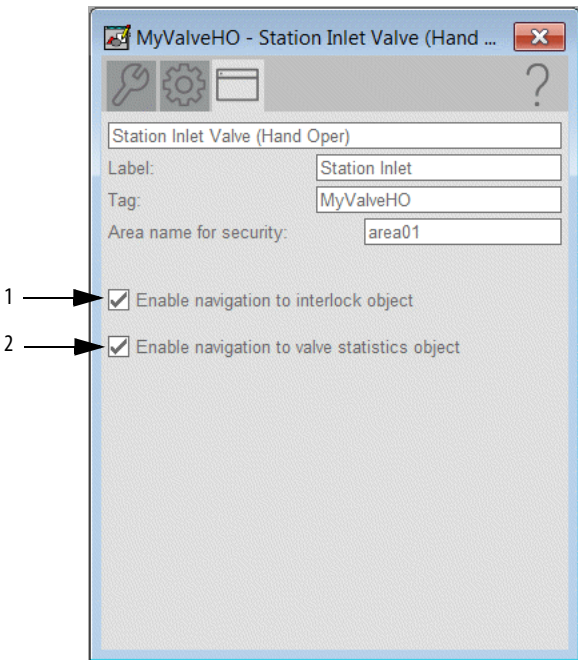 MyValveHO - Station Inlet Valve (Hand ...
?
Station Inlet Valve (Hand Oper)
Label: Station Inlet
Tag: MyValveHO
Area name for security: area01
1 Enable navigation to interlock object
2 Enable navigation to valve statistics object